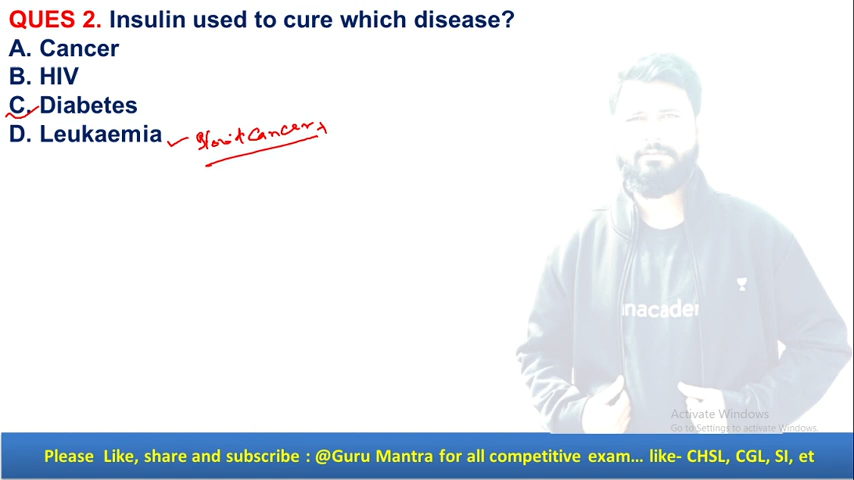 QUES 2. Insulin used to cure which disease?
A. Cancer
B. HIV
C. Diabetes
D. Leukaemia
Cancer
nacader
Activate Windows
Go to Settings to activate Windows.
Please Like, share and subscribe : @Guru Mantra for all competitive exam... like- CHSL, CGL, SI, et